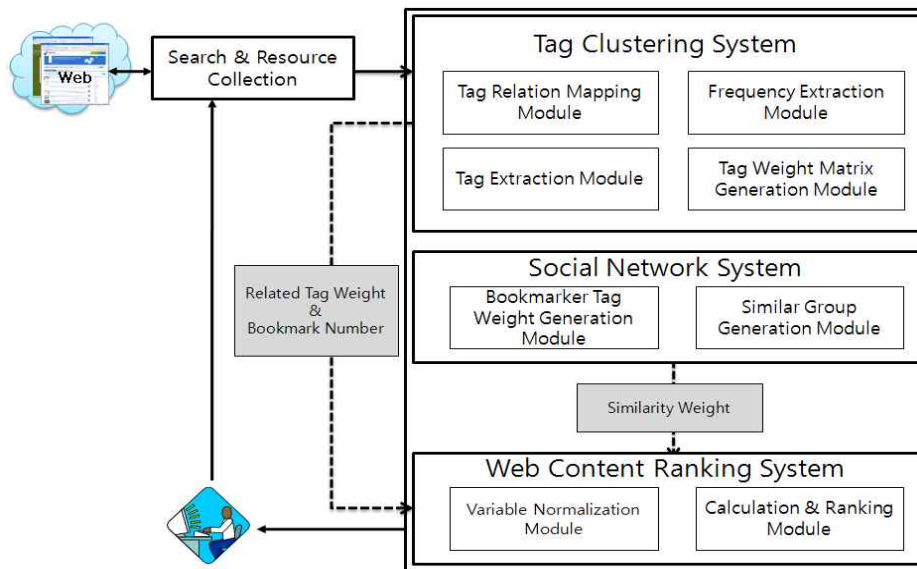 Web
Search & Resource
Collection
Tag Clustering System
Tag Relation Mapping
Module
Frequency Extraction
Module
Tag Extraction Module
Tag Weight Matrix
Generation Module
Related Tag Weight
&
Bookmark Number
Social Network System
Bookmarker Tag
Weight Generation
Module
Similar Group
Generation Module
Similarity Weight
Web Content Ranking System
Variable Normalization
Module
Calculation & Ranking
Module